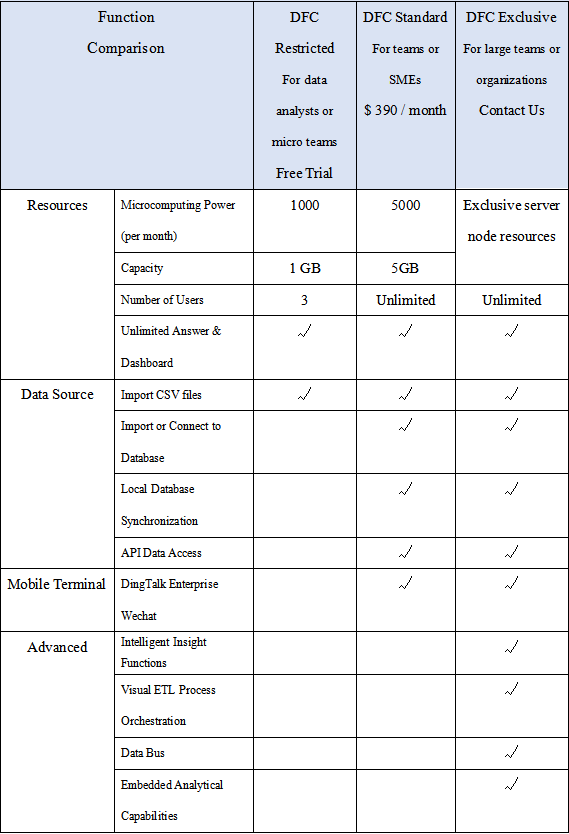 Function
Comparison
DFC
Restricted
For data
analysts or
micro teams
Free Trial
DFC Standard
For teams or
SMEs
$ 390 / month
DFC Exclusive
For large teams or
organizations
Contact Us
Resources
Microcomputing Power
(per month)
1000
5000
Exclusive server
node resources
Capacity
1 GB
5GB
Number of Users
3
Unlimited
Unlimited
Unlimited Answer &
Dashboard
✓
✓
✓
Data Source
Import CSV files
✓
✓
✓
Import or Connect to
Database
✓
✓
Local Database
Synchronization
✓
✓
API Data Access
✓
✓
Mobile Terminal
DingTalk Enterprise
Wechat
✓
✓
Advanced
Intelligent Insight
Functions
✓
Visual ETL Process
Orchestration
✓
Data Bus
✓
Embedded Analytical
Capabilities
✓